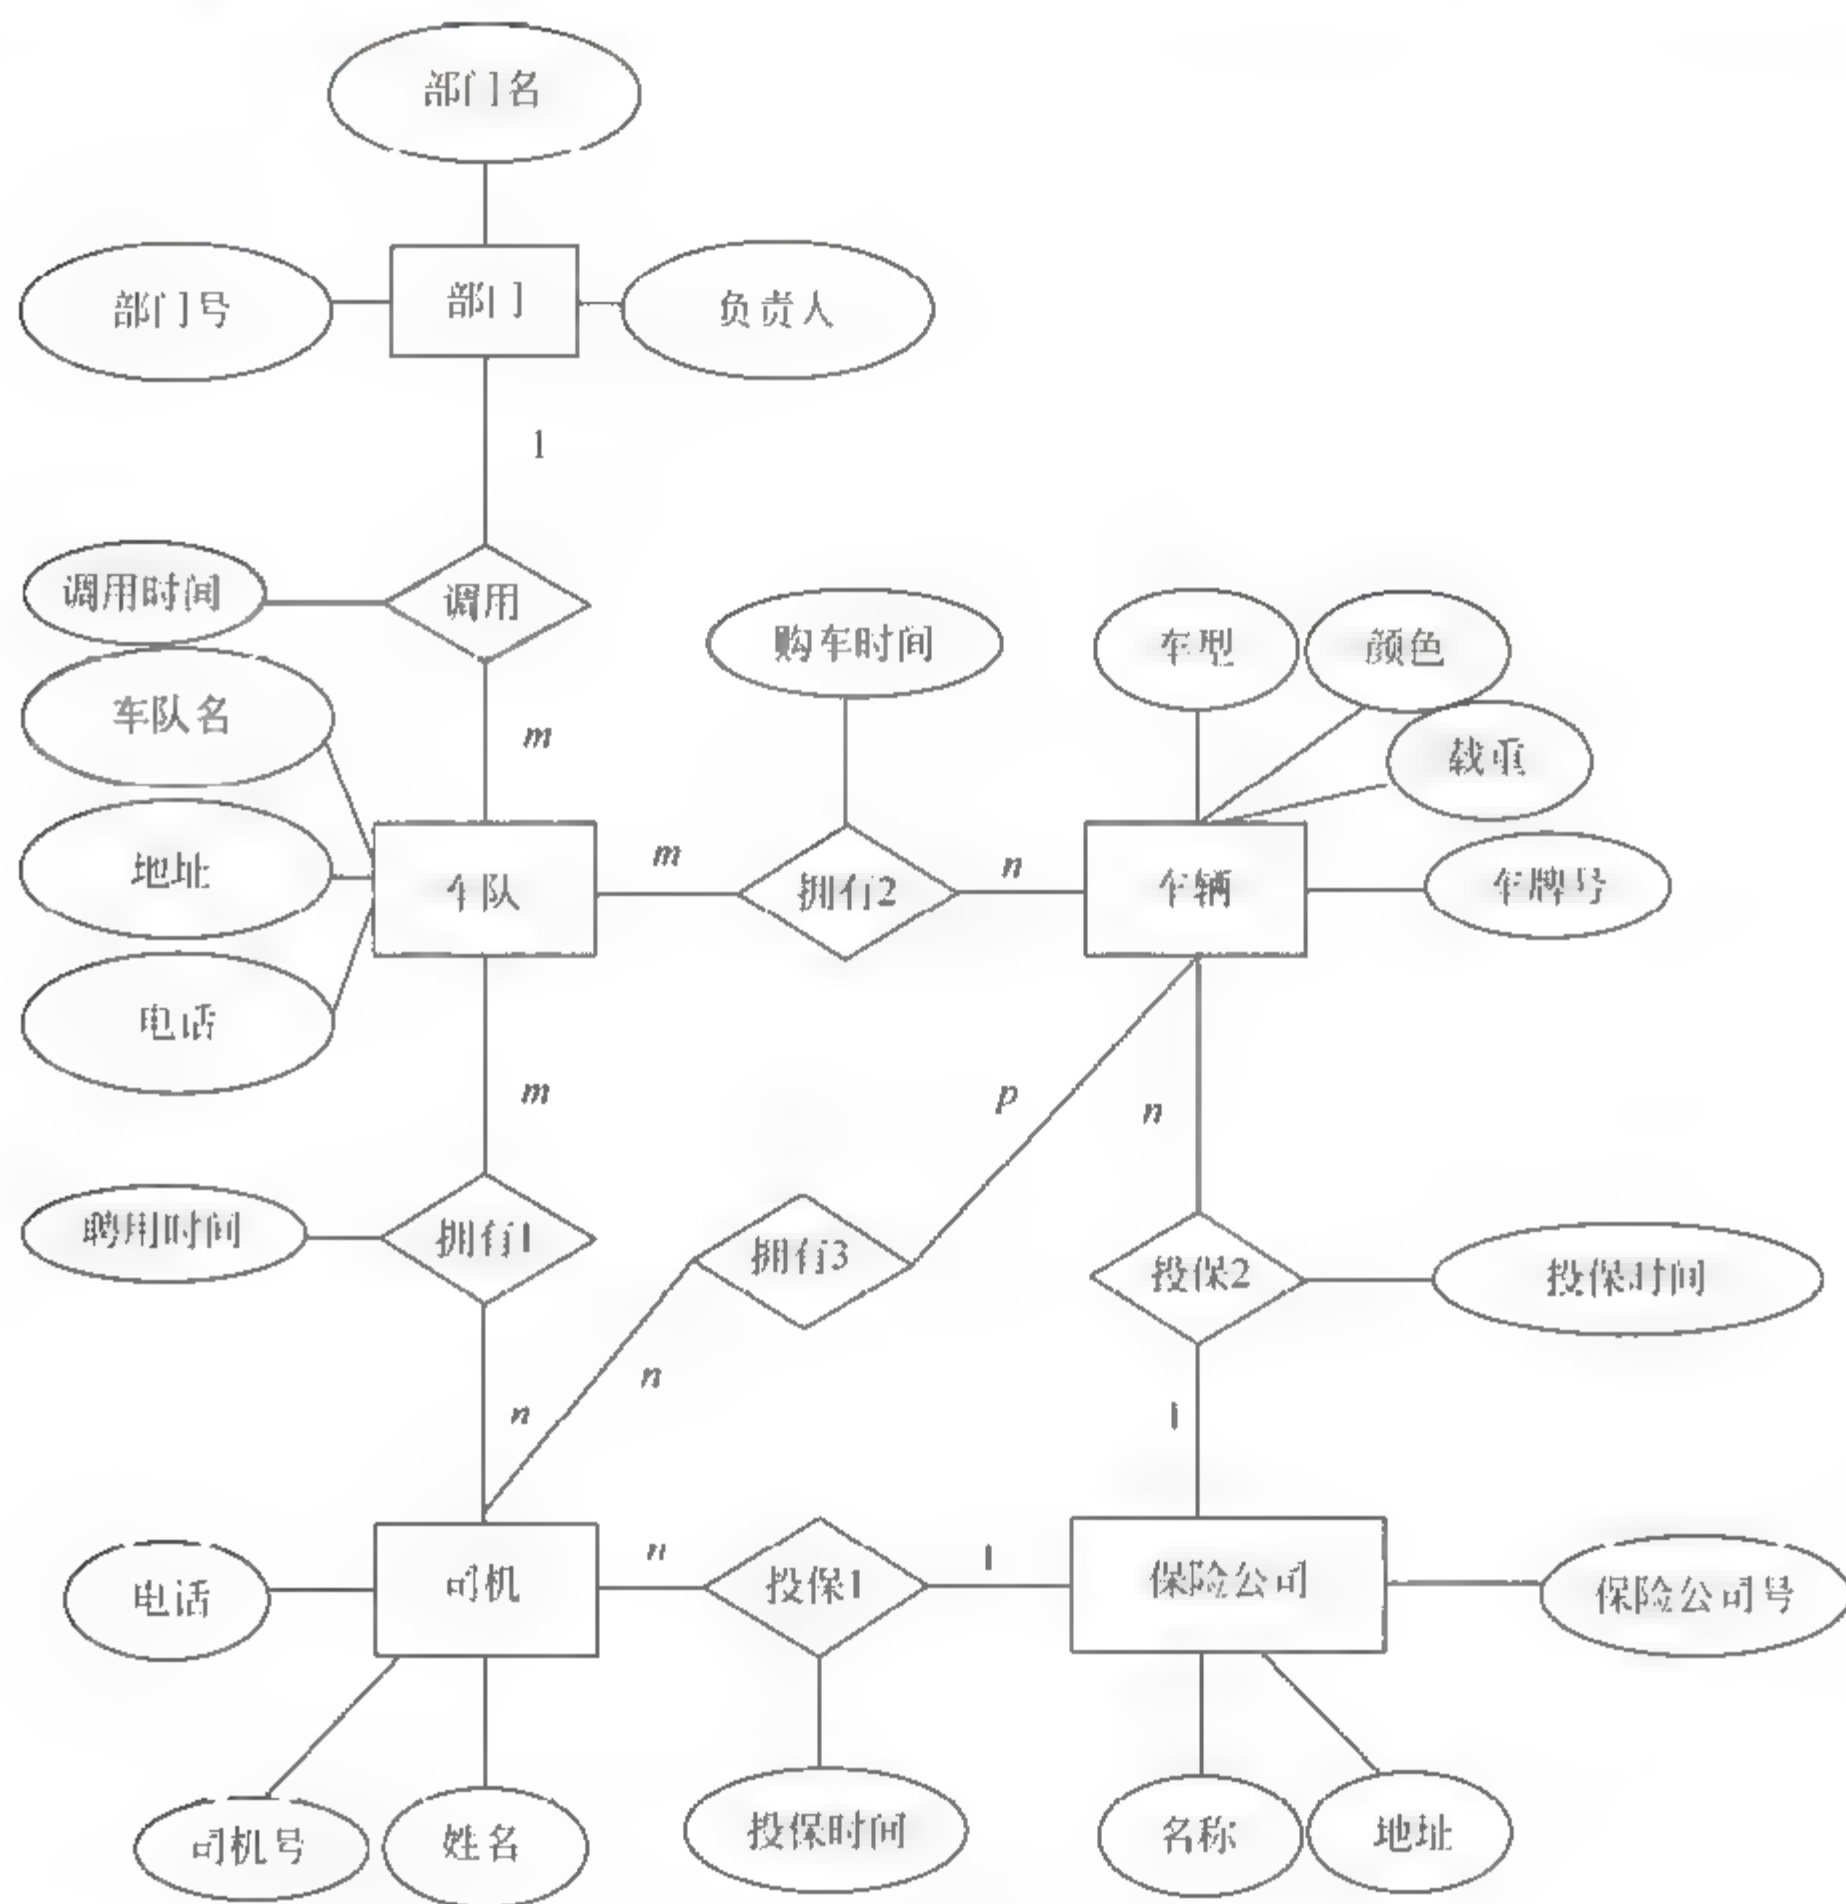 部门名
部门号
部门
负责人
1
调用时间
调用
车队名
m
购车时间
车型
颜色
载重
地址
车队
m
拥有2
n
车辆
车牌号
电话
m
p
n
聘用时间
拥有1
拥有3
投保2
投保时间
n
n
1
电话
司机
n
投保1
1
保险公司
保险公司号
司机号
姓名
投保时间
名称
地址